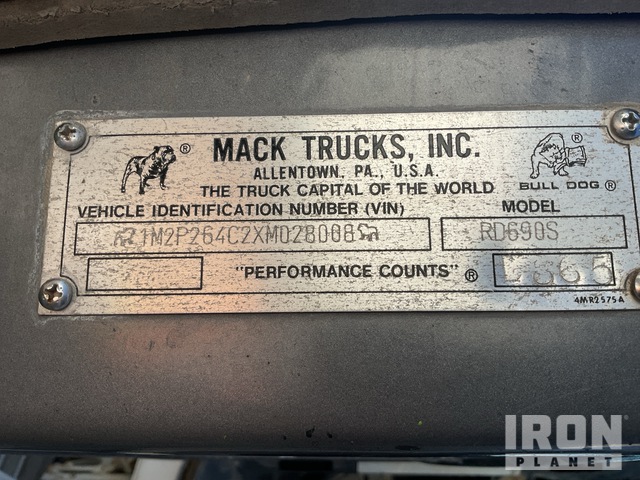 MACK TRUCKS, INC.
ALLENTOWN, PA., U.S.A.
THE TRUCK CAPITAL OF THE WORLD
BULL DOG ®
VEHICLE IDENTIFICATION NUMBER (VIN) MODEL
1M2P264C2XM028008 RD690S
"PERFORMANCE COUNTS" ®
4MR2575A
IRON
PLANET